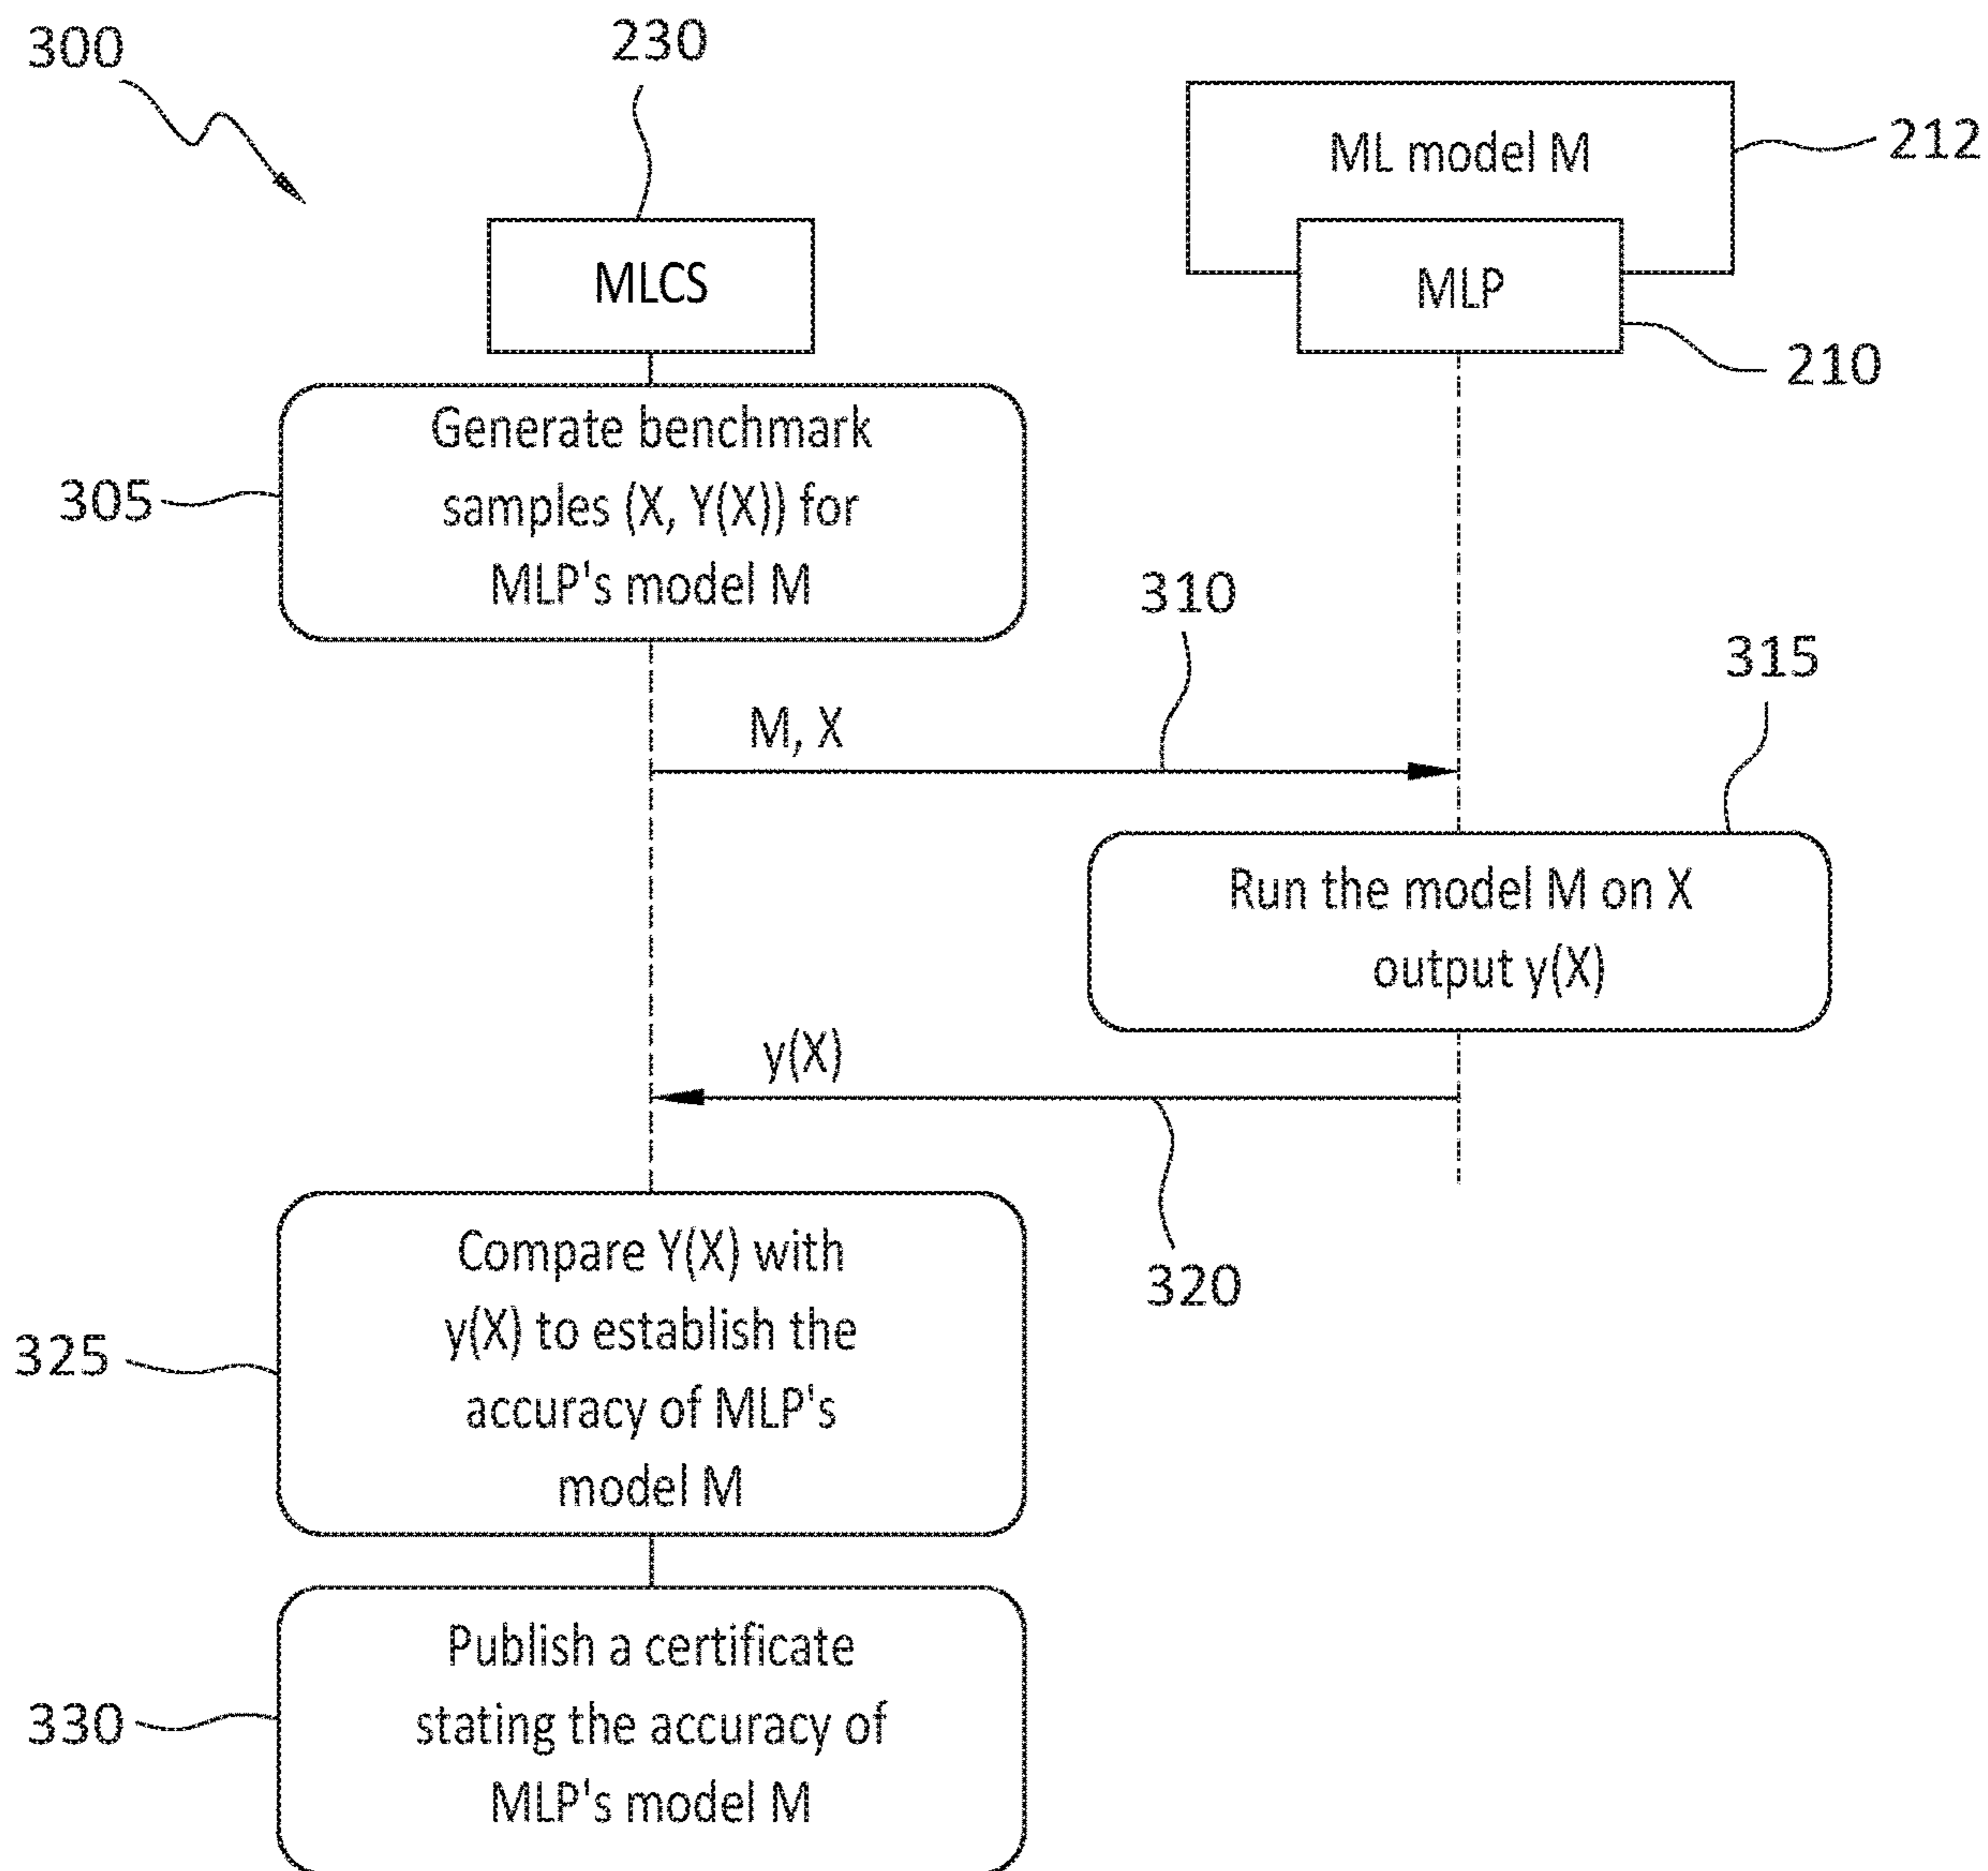 300
230
ML model M
212
MLCS
MLP
210
Generate benchmark
samples (X, Y(X)) for
MLP's model M
305
310
315
M, X
Run the model M on X
output y(X)
y(X)
320
Compare Y(X) with
y(X) to establish the
accuracy of MLP's
model M
325
Publish a certificate
stating the accuracy of
MLP's model M
330